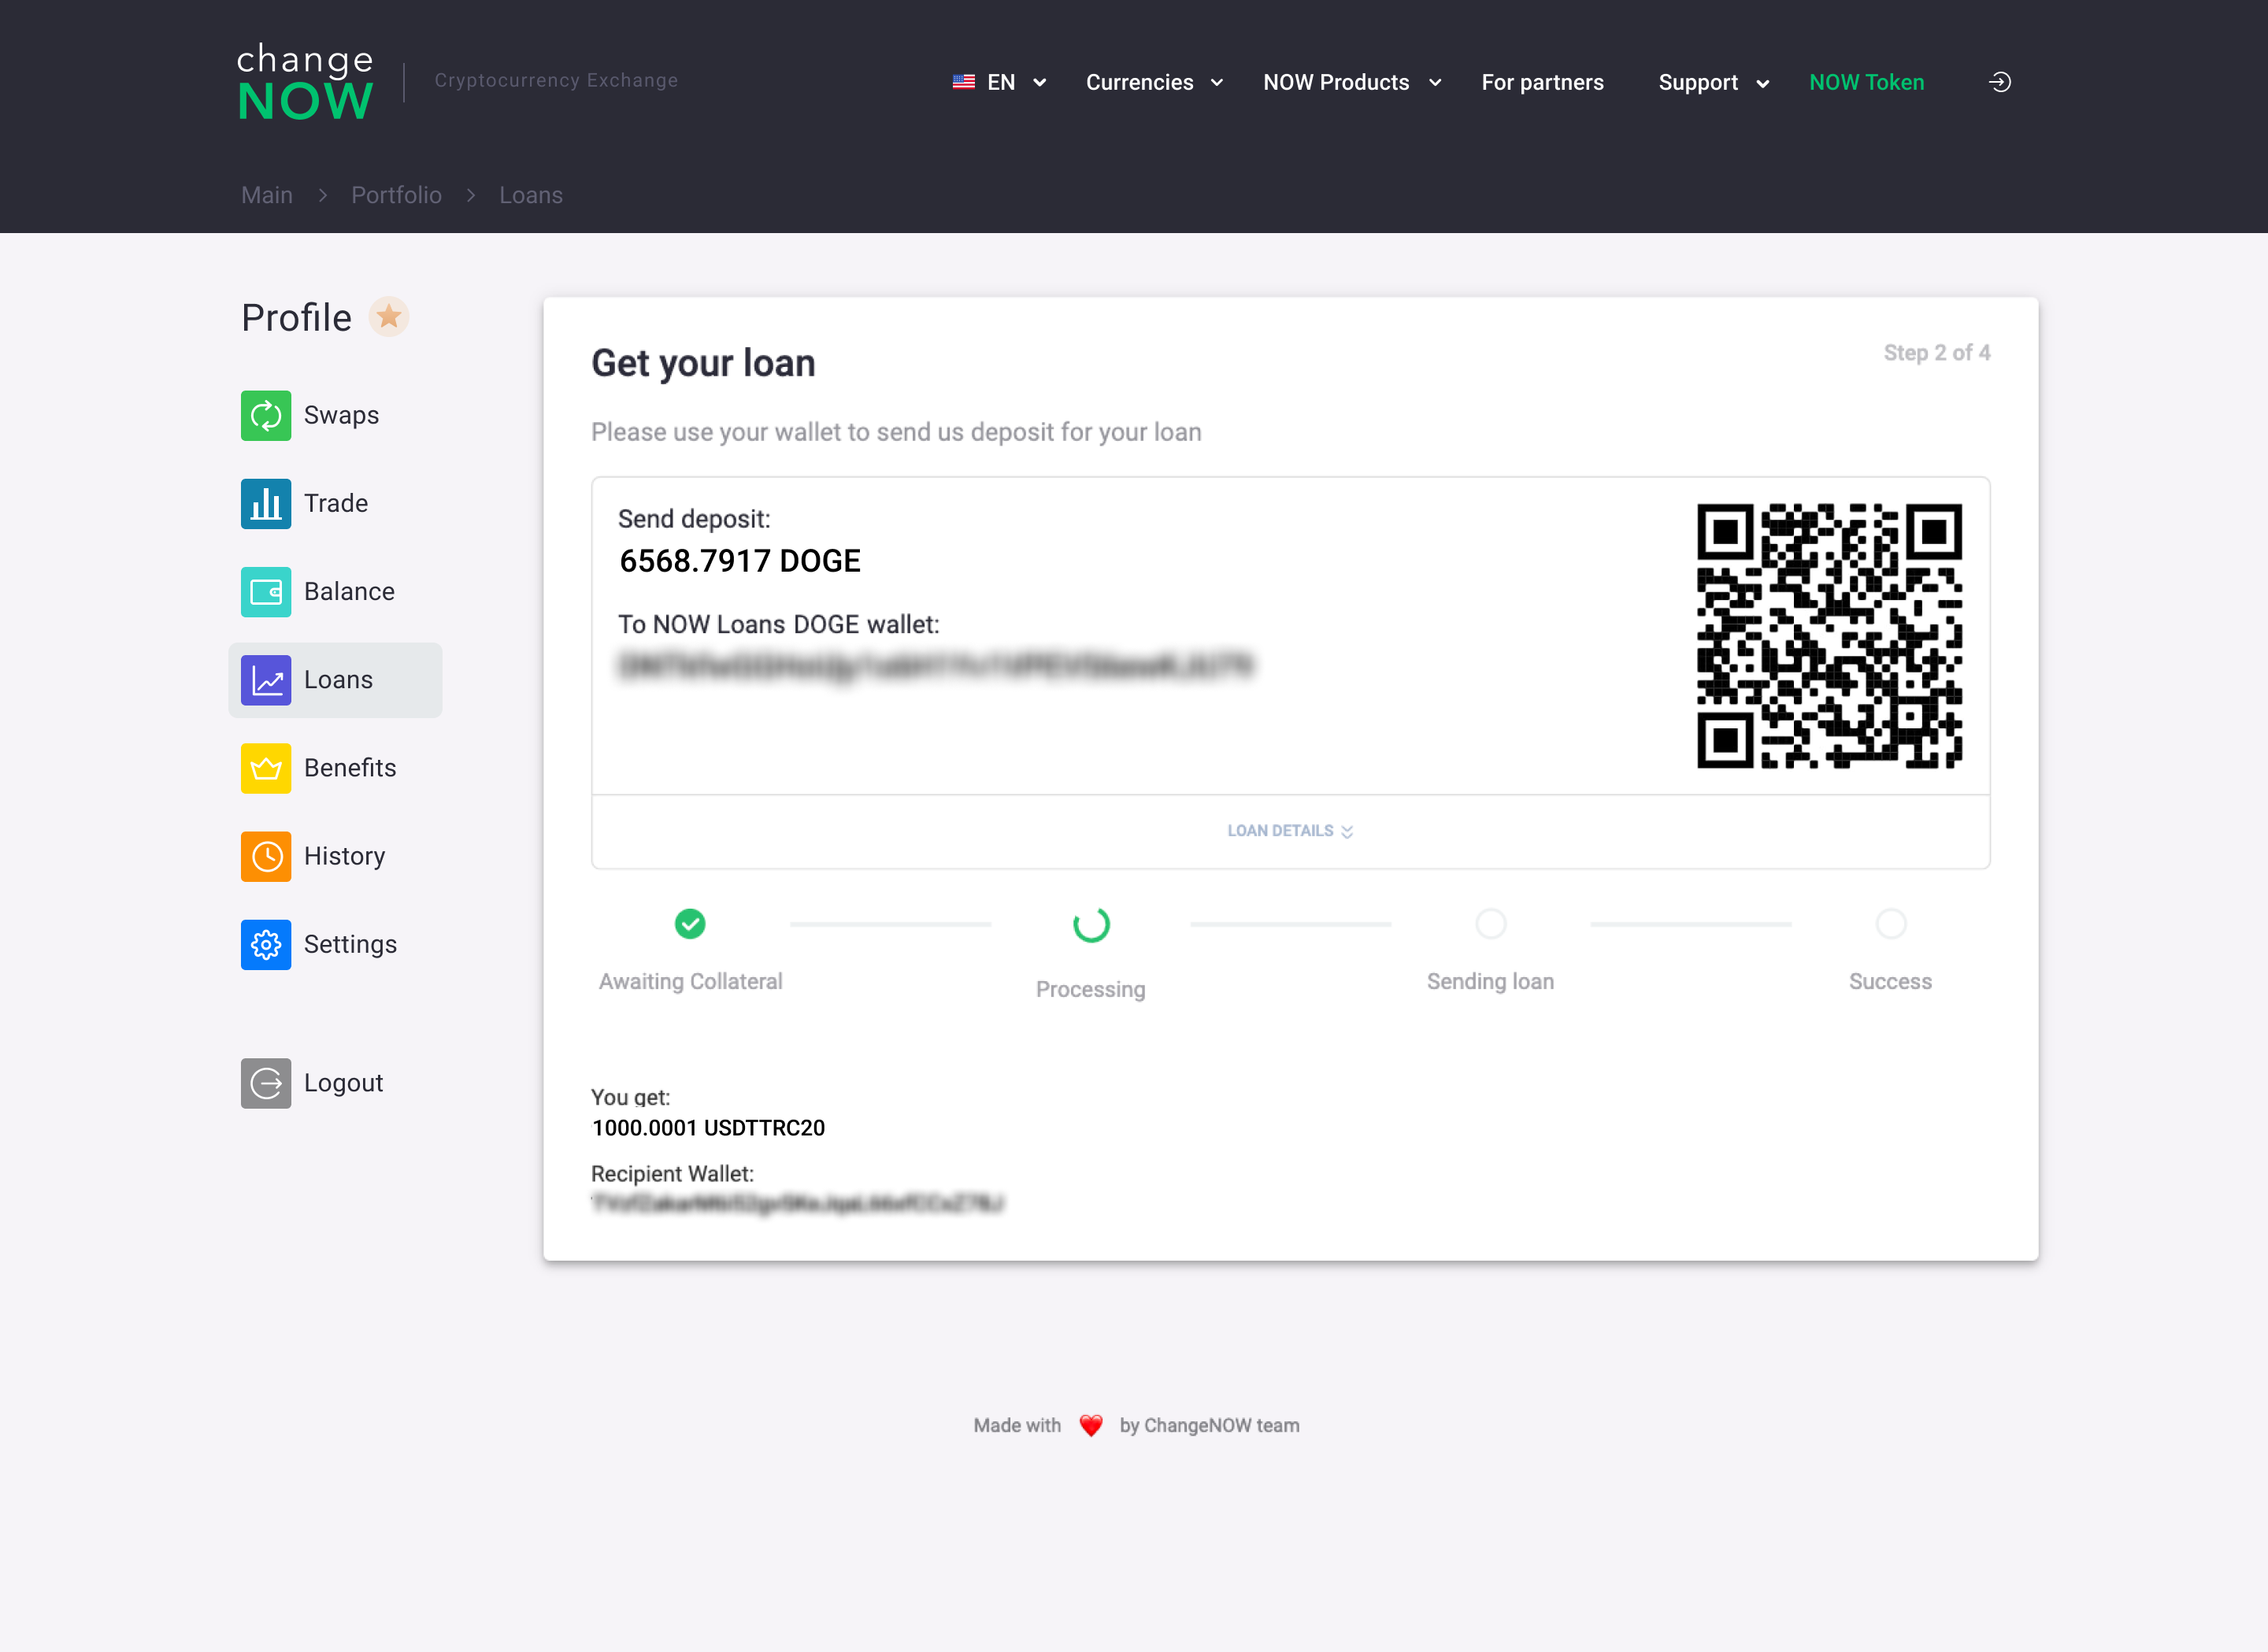 change
NOW
Cryptocurrency Exchange
EN
Currencies
NOW Products
For partners
Support
NOW Token
Main > Portfolio > Loans
Profile
Swaps
Trade
Balance
Loans
Benefits
History
Settings
Logout
Get your loan
Step 2 of 4
Please use your wallet to send us deposit for your loan
Send deposit:
6568.7917 DOGE
To NOW Loans DOGE wallet:
LOAN DETAILS
Awaiting Collateral
Processing
Sending loan
Success
You get:
1000.0001 USDTTRC20
Recipient Wallet:
Made with ❤️ by ChangeNOW team